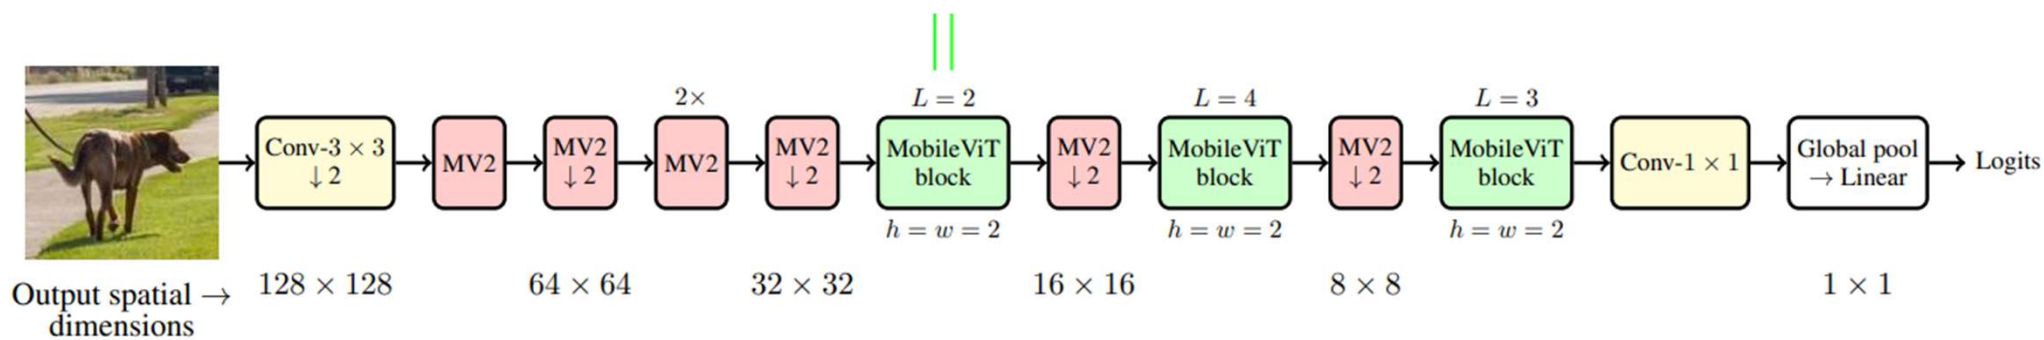 2×
L = 2
L = 4
L = 3
Conv-3 × 3
↓ 2
MV2
MV2
↓ 2
MV2
MV2
↓ 2
MobileViT
block
MV2
↓ 2
MobileViT
block
MV2
↓ 2
MobileViT
block
Conv-1 × 1
Global pool
→ Linear
Logits
h = w = 2
h = w = 2
h = w = 2
Output spatial →
dimensions
128 × 128
64 × 64
32 × 32
16 × 16
8 × 8
1 × 1